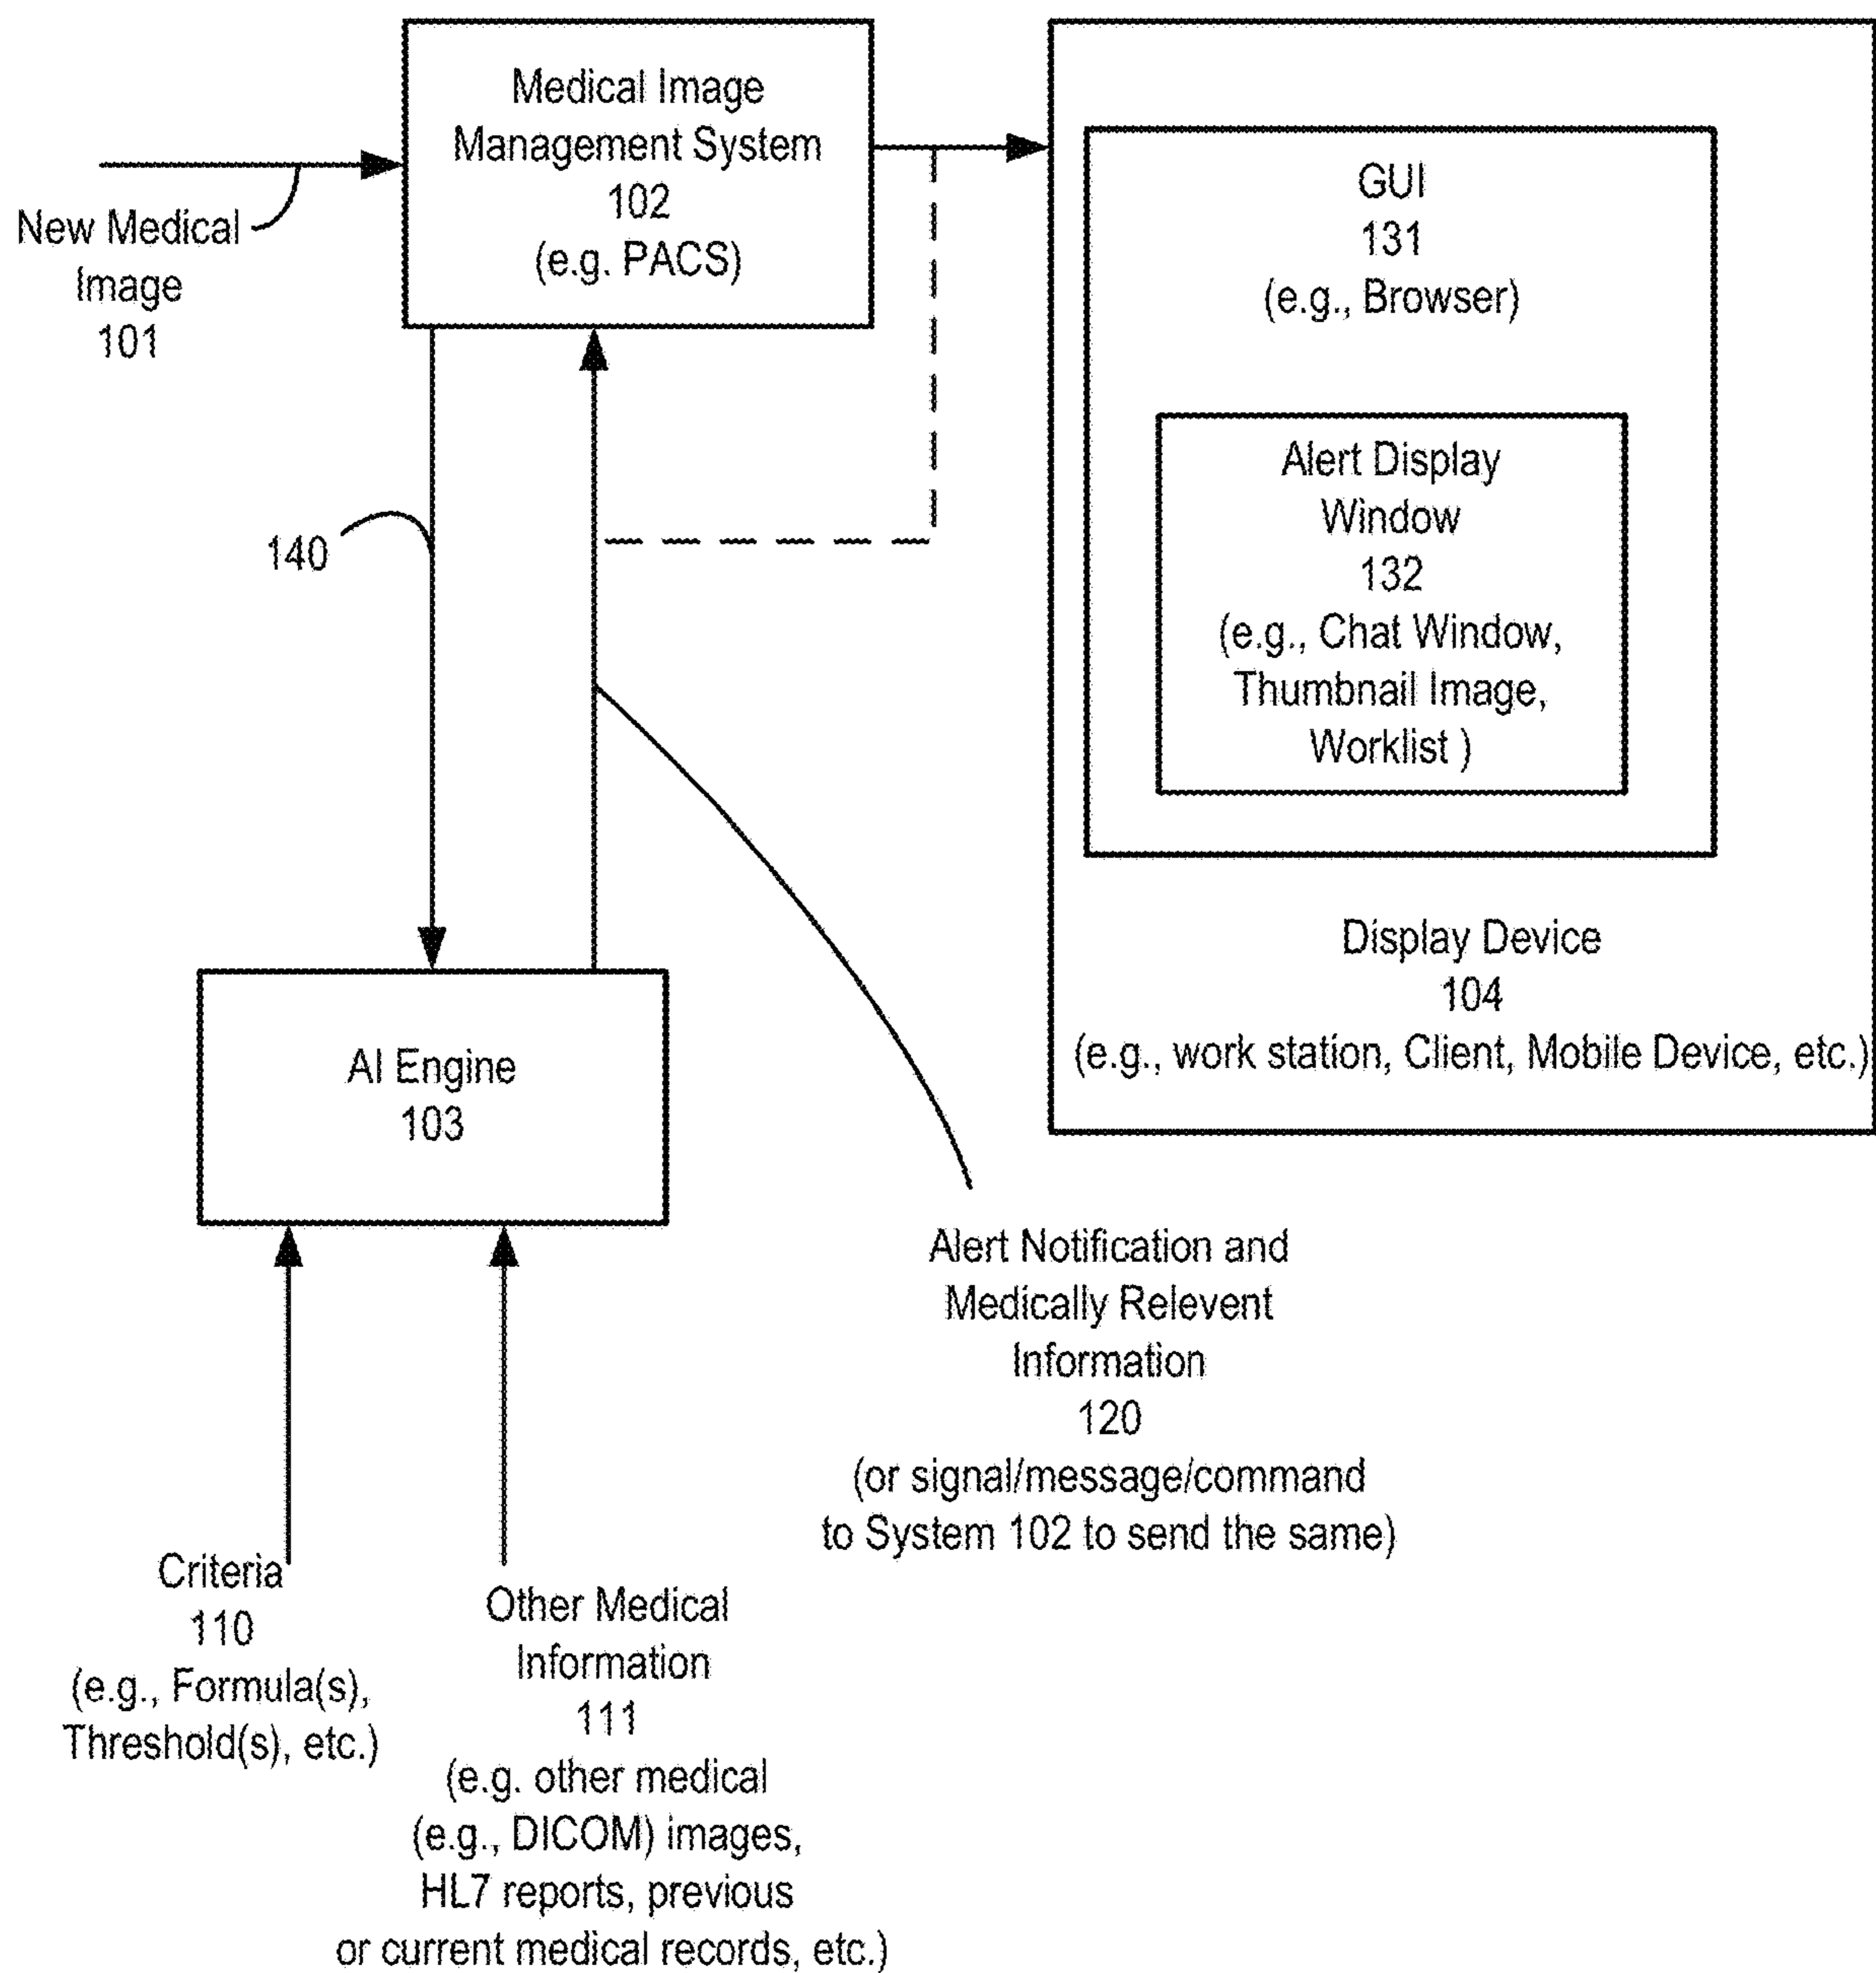 Medical Image
Management System
102
(e.g. PACS)
New Medical
Image
101
GUI
131
(e.g., Browser)
Alert Display
Window
132
(e.g., Chat Window,
Thumbnail Image,
Worklist )
140
Display Device
104
(e.g., work station, Client, Mobile Device, etc.)
AI Engine
103
Alert Notification and
Medically Relevent
Information
120
(or signal/message/command
to System 102 to send the same)
Criteria
110
(e.g., Formula(s),
Threshold(s), etc.)
Other Medical
Information
111
(e.g. other medical
(e.g., DICOM) images,
HL7 reports, previous
or current medical records, etc.)